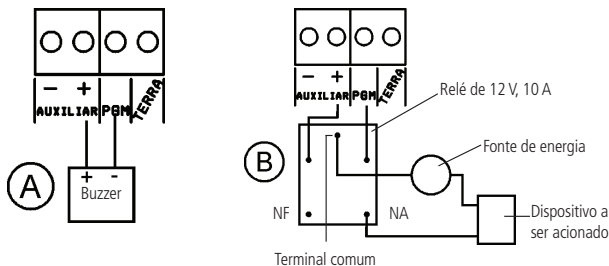 - +
AUXILIAR PGM TERRA
A
+ -
Buzzer
- +
AUXILIAR PGM TERRA
Relé de 12 V, 10 A
B
Fonte de energia
NF
NA
Dispositivo a
ser acionado
Terminal comum